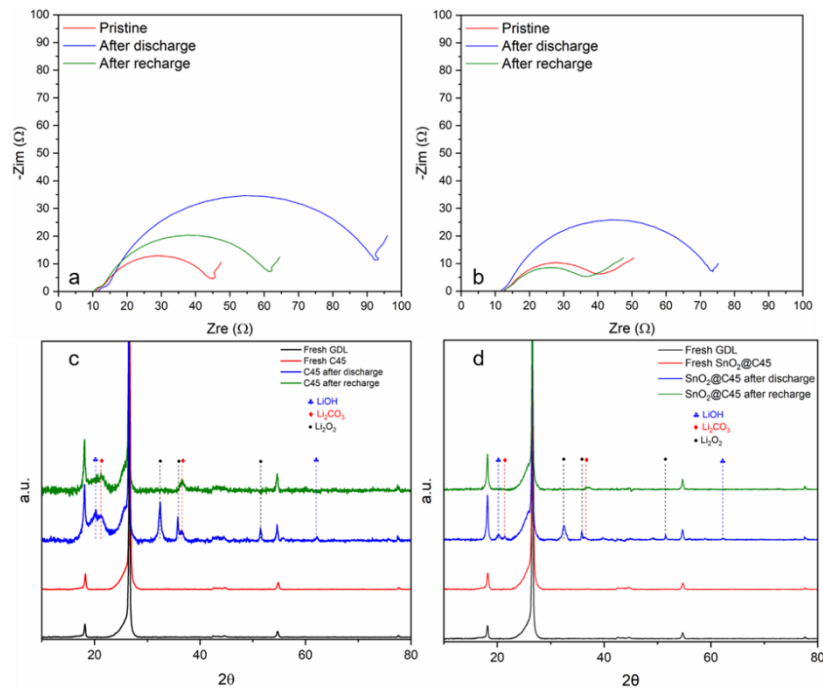 Pristine
After discharge
After recharge
-Zim (Ω)
100
90
80
70
60
50
40
30
20
10
0
a
0 10 20 30 40 50 60 70 80 90 100
Zre (Ω)
Pristine
After discharge
After recharge
-Zim (Ω)
100
90
80
70
60
50
40
30
20
10
0
b
0 10 20 30 40 50 60 70 80 90 100
Zre (Ω)
c
Fresh GDL
Fresh C45
C45 after discharge
C45 after recharge
LiOH
Li₂CO₃
Li₂O₂
a.u.
20 40 60 80
2θ
d
Fresh GDL
Fresh SnO₂@C45
SnO₂@C45 after discharge
SnO₂@C45 after recharge
LiOH
Li₂CO₃
Li₂O₂
a.u.
20 40 60 80
2θ